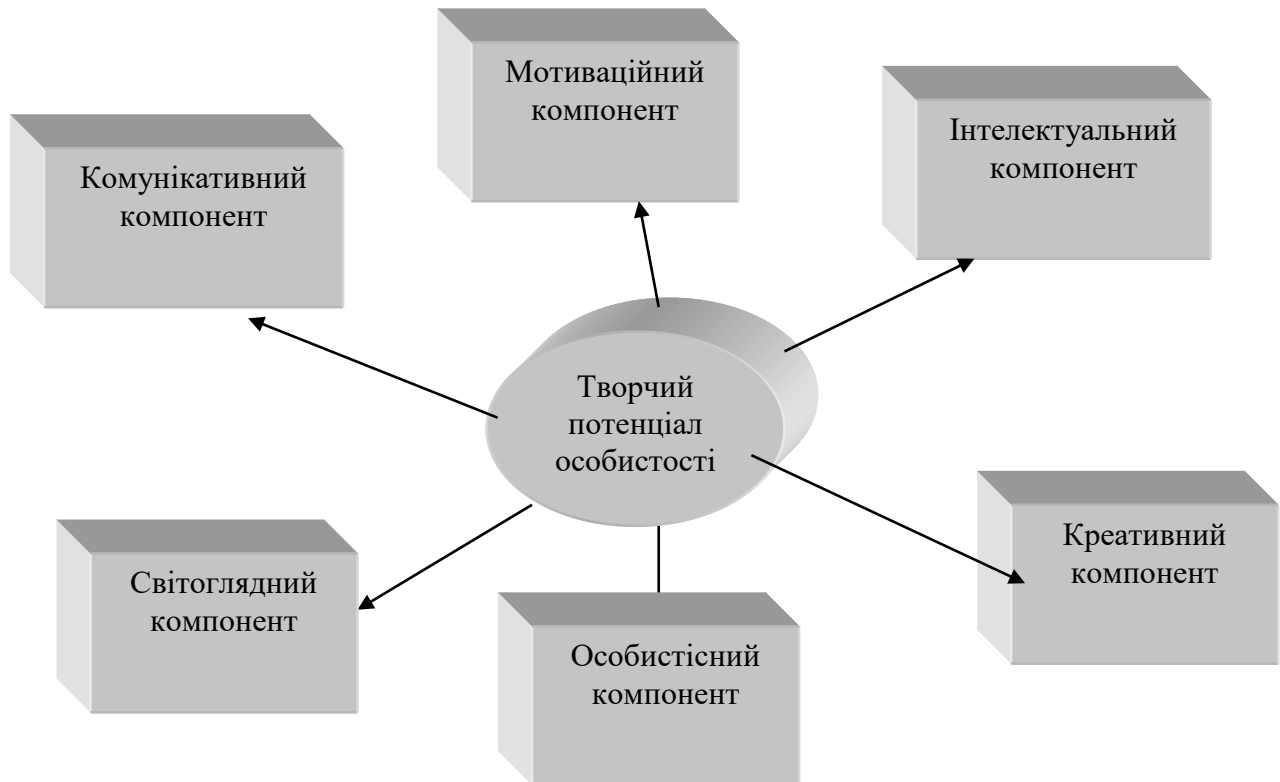 Мотиваційний
компонент
Інтелектуальний
компонент
Комунікативний
компонент
Творчий
потенціал
особистості
Креативний
компонент
Світоглядний
компонент
Особистісний
компонент